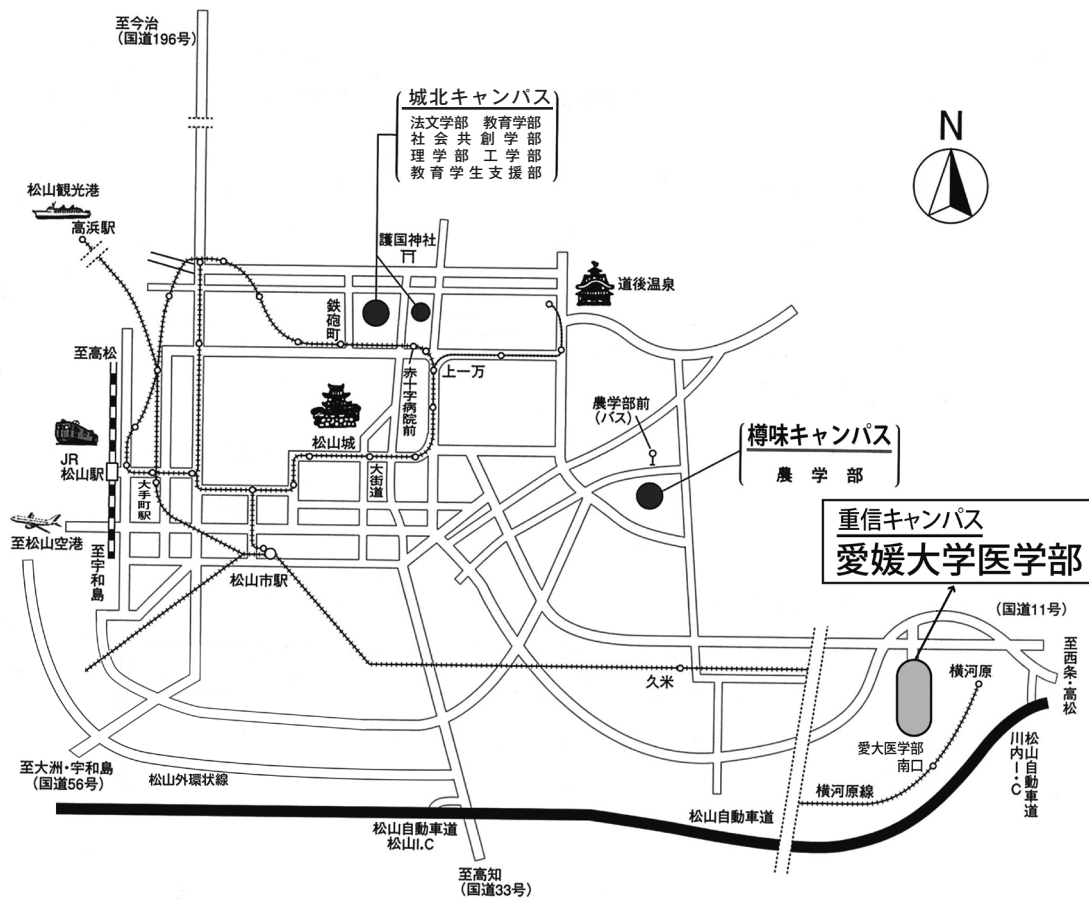 至今治
(国道196号)
城北キャンパス
法文学部 教育学部
社会共創学部
理学部 工学部
教育学生支援部
N
松山観光港
高浜駅
護国神社
道後温泉
鉄砲町
至高松
赤十字病院前
上一万
農学部前
(バス)
樽味キャンパス
農学部
松山城
JR
松山駅
大手町駅
大街道
至松山空港
至宇和島
松山市駅
重信キャンパス
愛媛大学医学部
(国道11号)
至西条・高松
久米
横河原
愛大医学部
南口
松山自動車道
川内I・C
至大洲・宇和島
(国道56号)
松山外環状線
横河原線
松山自動車道
松山I.C
松山自動車道
至高知
(国道33号)